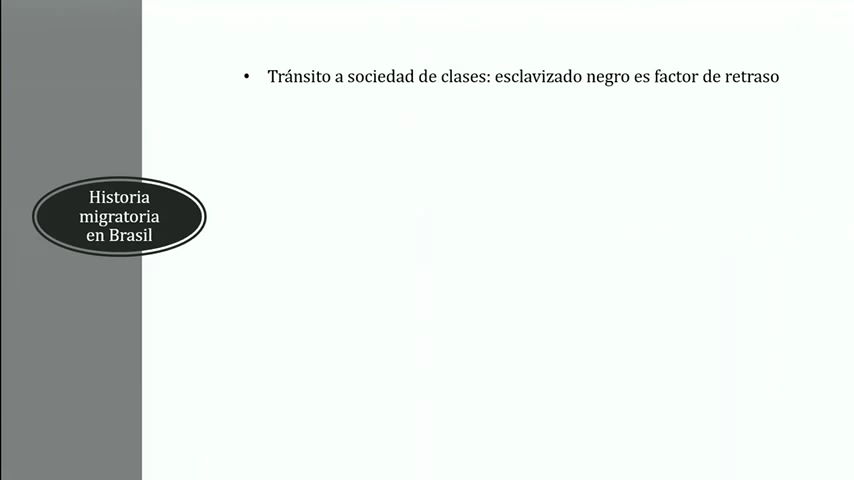 • Tránsito a sociedad de clases: esclavizado negro es factor de retraso
Historia
migratoria
en Brasil